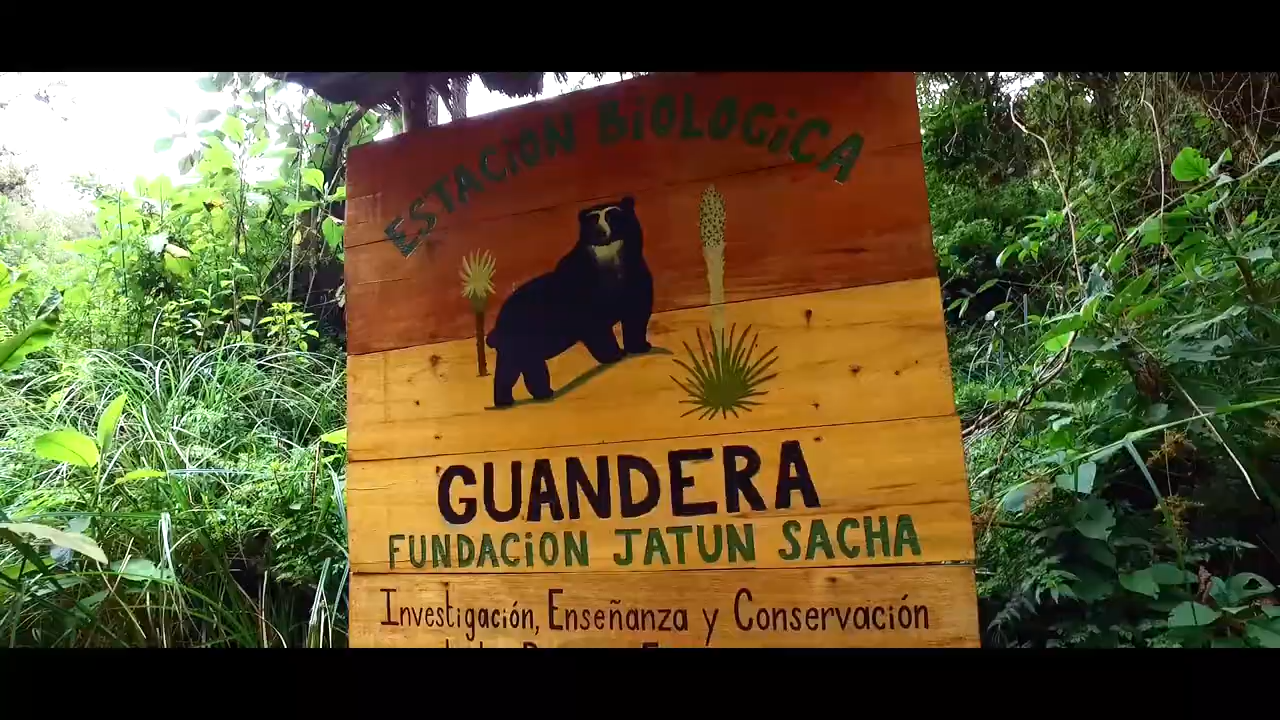 ESTACiON BiOLOGiCA
GUANDERA
FUNDACiON JATUN SACHA
Investigación, Enseñanza y Conservación